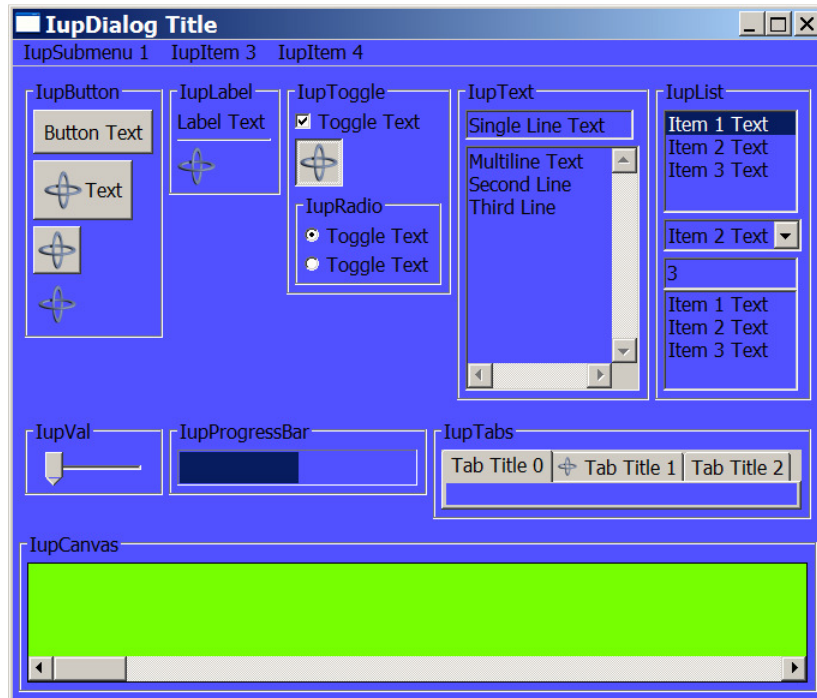 IupDialog Title
IupSubmenu 1 IupItem 3 IupItem 4
IupButton
Button Text
Text
IupLabel
Label Text
IupToggle
Toggle Text
IupRadio
Toggle Text
Toggle Text
IupText
Single Line Text
Multiline Text
Second Line
Third Line
IupList
Item 1 Text
Item 2 Text
Item 3 Text
Item 2 Text
3
Item 1 Text
Item 2 Text
Item 3 Text
IupVal
IupProgressBar
IupTabs
Tab Title 0 Tab Title 1 Tab Title 2
IupCanvas